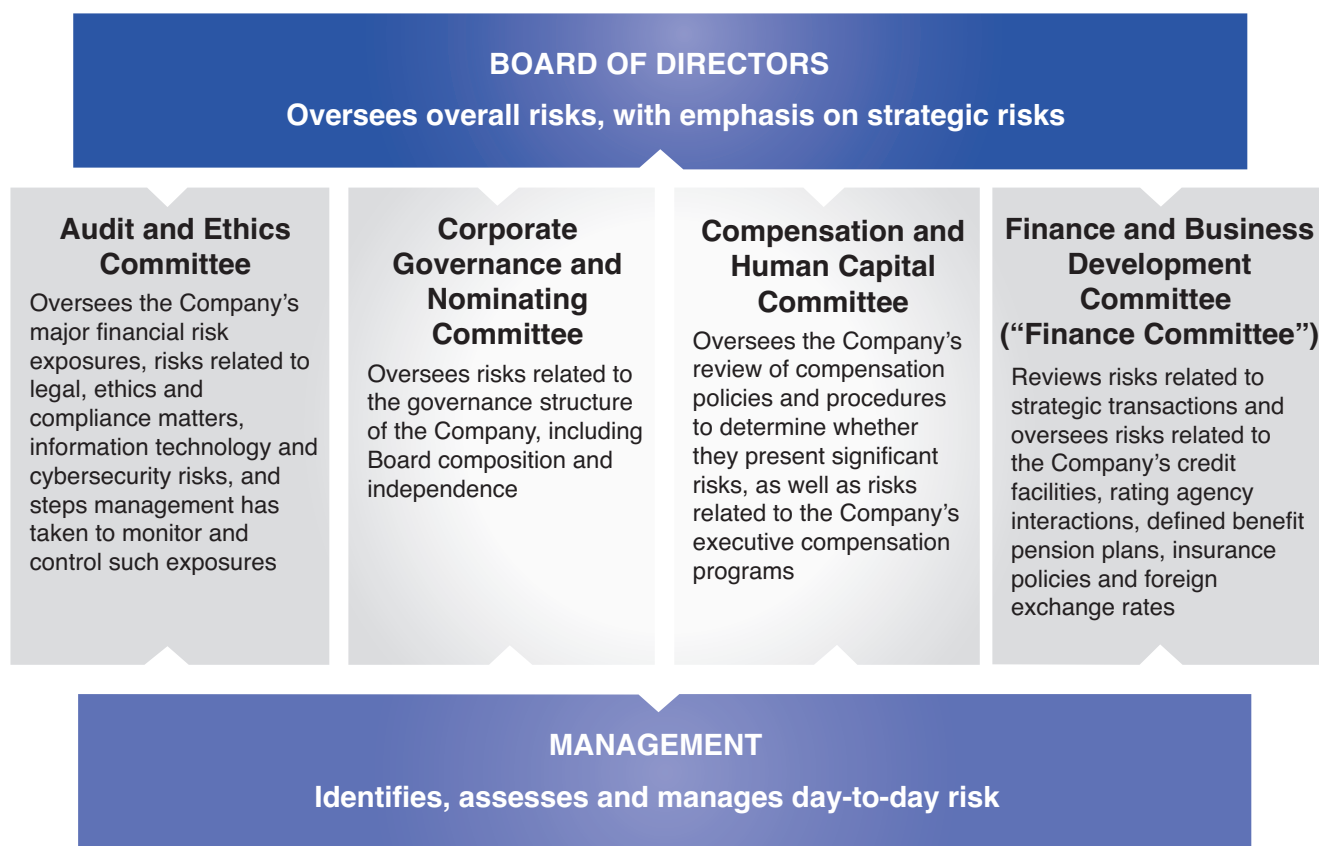 BOARD OF DIRECTORS
Oversees overall risks, with emphasis on strategic risks
Audit and Ethics
Committee
Oversees the Company’s
major financial risk
exposures, risks related to
legal, ethics and
compliance matters,
information technology and
cybersecurity risks, and
steps management has
taken to monitor and
control such exposures
Corporate
Governance and
Nominating
Committee
Oversees risks related to
the governance structure
of the Company, including
Board composition and
independence
Compensation and
Human Capital
Committee
Oversees the Company’s
review of compensation
policies and procedures
to determine whether
they present significant
risks, as well as risks
related to the Company’s
executive compensation
programs
Finance and Business
Development
Committee
(“Finance Committee”)
Reviews risks related to
strategic transactions and
oversees risks related to
the Company’s credit
facilities, rating agency
interactions, defined benefit
pension plans, insurance
policies and foreign
exchange rates
MANAGEMENT
Identifies, assesses and manages day-to-day risk